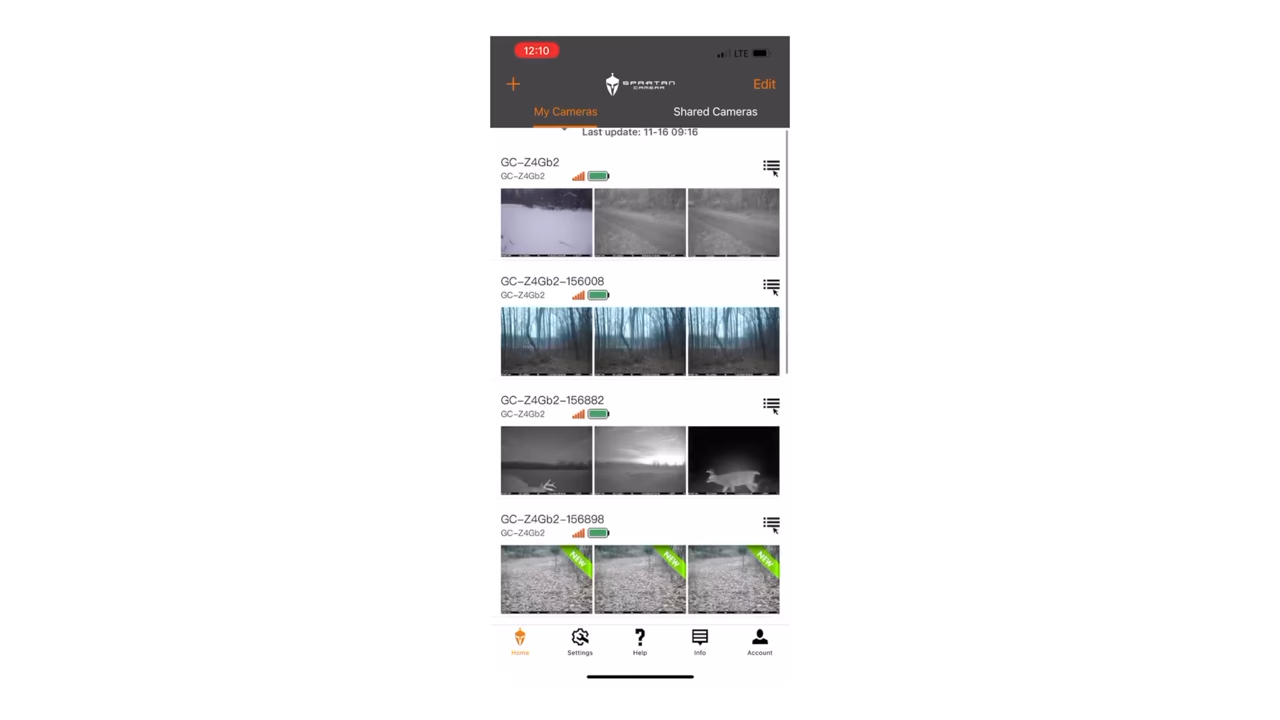 12:10
LTE
+
SPARTAN
CAMERA
Edit
My Cameras
Shared Cameras
Last update: 11-16 09:16
GC-Z4Gb2
GC-Z4Gb2
GC-Z4Gb2-156008
GC-Z4Gb2
GC-Z4Gb2-156882
GC-Z4Gb2
GC-Z4Gb2-156898
GC-Z4Gb2
NEW
NEW
NEW
Home
Settings
Help
Info
Account